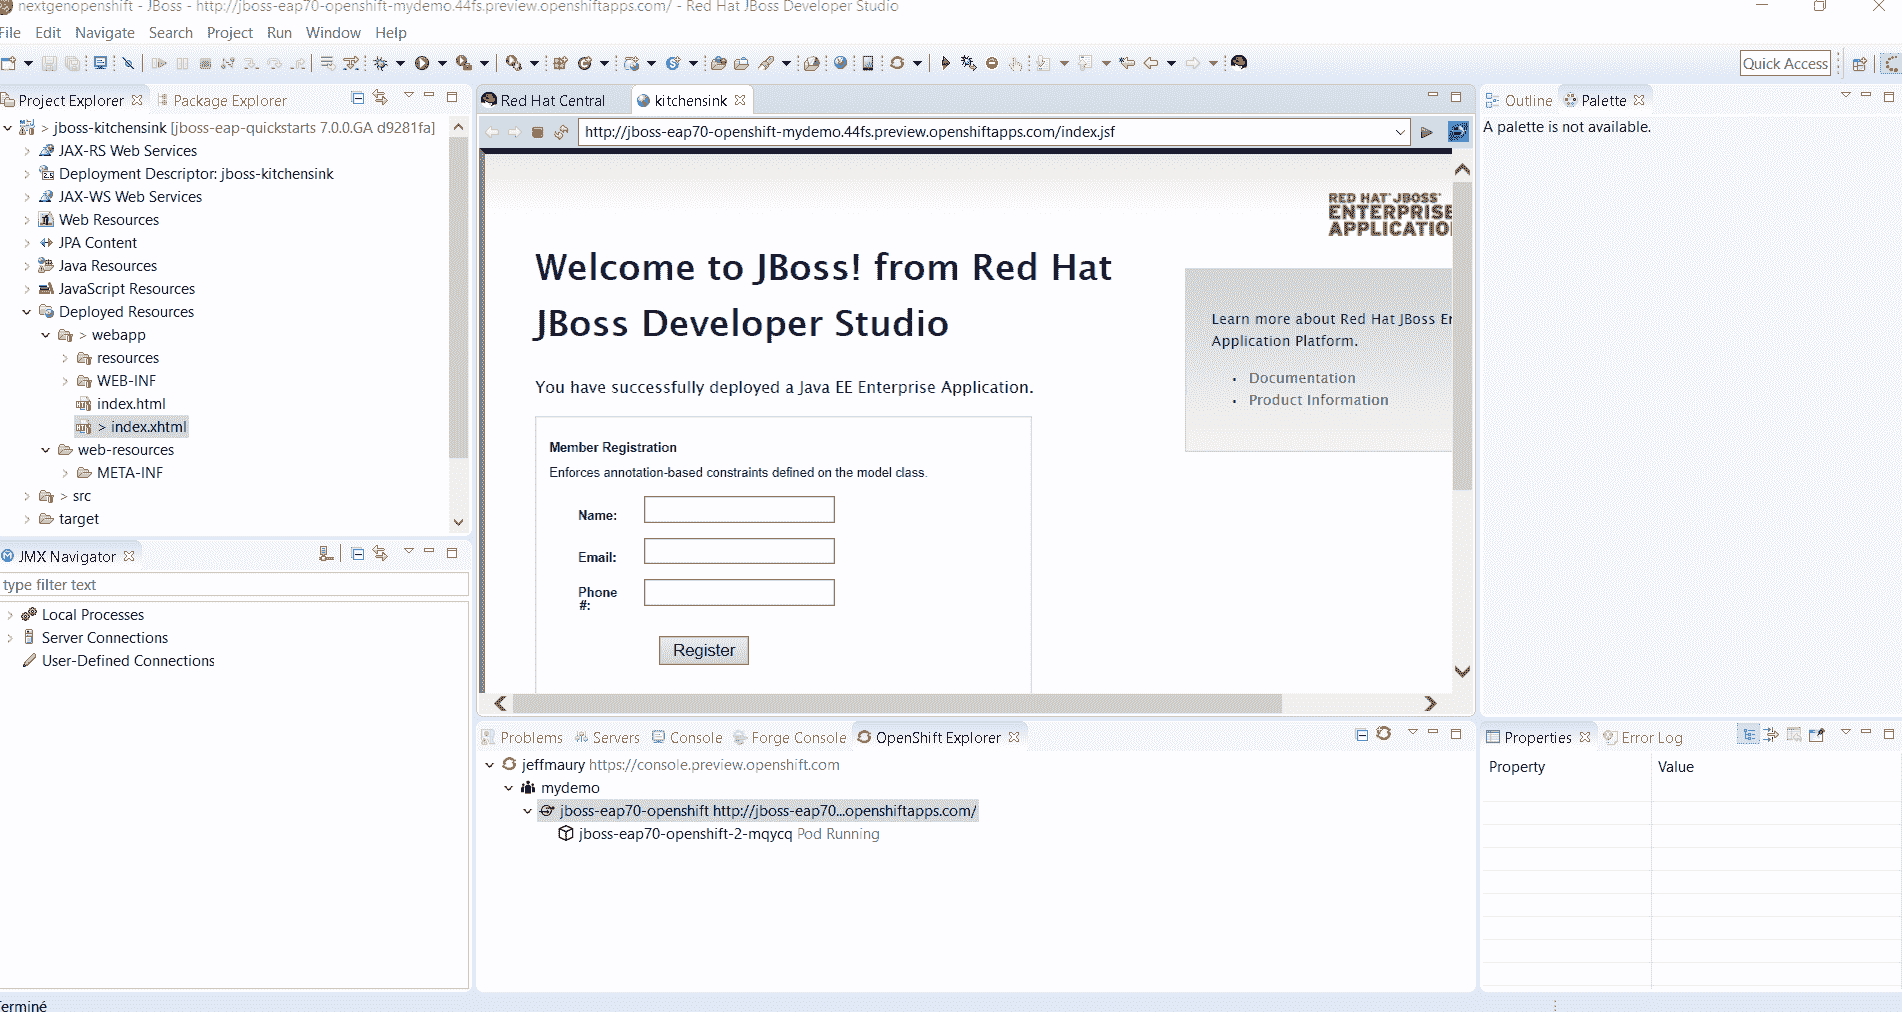 nextgenopenshift - JBoss - http://jboss-eap70-openshift-mydemo.44fs.preview.openshiftapps.com/ - Red Hat JBoss Developer Studio
File Edit Navigate Search Project Run Window Help
Quick Access
Project Explorer Package Explorer
> jboss-kitchensink [jboss-eap-quickstarts 7.0.0.GA d9281fa]
JAX-RS Web Services
Deployment Descriptor: jboss-kitchensink
JAX-WS Web Services
Web Resources
JPA Content
Java Resources
JavaScript Resources
Deployed Resources
> webapp
resources
WEB-INF
index.html
> index.xhtml
web-resources
META-INF
> src
target
JMX Navigator
type filter text
Local Processes
Server Connections
User-Defined Connections
Red Hat Central kitchensink
http://jboss-eap70-openshift-mydemo.44fs.preview.openshiftapps.com/index.jsf
RED HAT JBOSS
ENTERPRISE
APPLICATIO
Welcome to JBoss! from Red Hat
JBoss Developer Studio
You have successfully deployed a Java EE Enterprise Application.
Member Registration
Enforces annotation-based constraints defined on the model class.
Name:
Email:
Phone
#:
Register
Learn more about Red Hat JBoss Er
Application Platform.
• Documentation
• Product Information
Problems Servers Console Forge Console OpenShift Explorer
jeffmaury https://console.preview.openshift.com
mydemo
jboss-eap70-openshift http://jboss-eap70...openshiftapps.com/
jboss-eap70-openshift-2-mqycq Pod Running
Outline Palette
A palette is not available.
Properties Error Log
Property Value
erminé